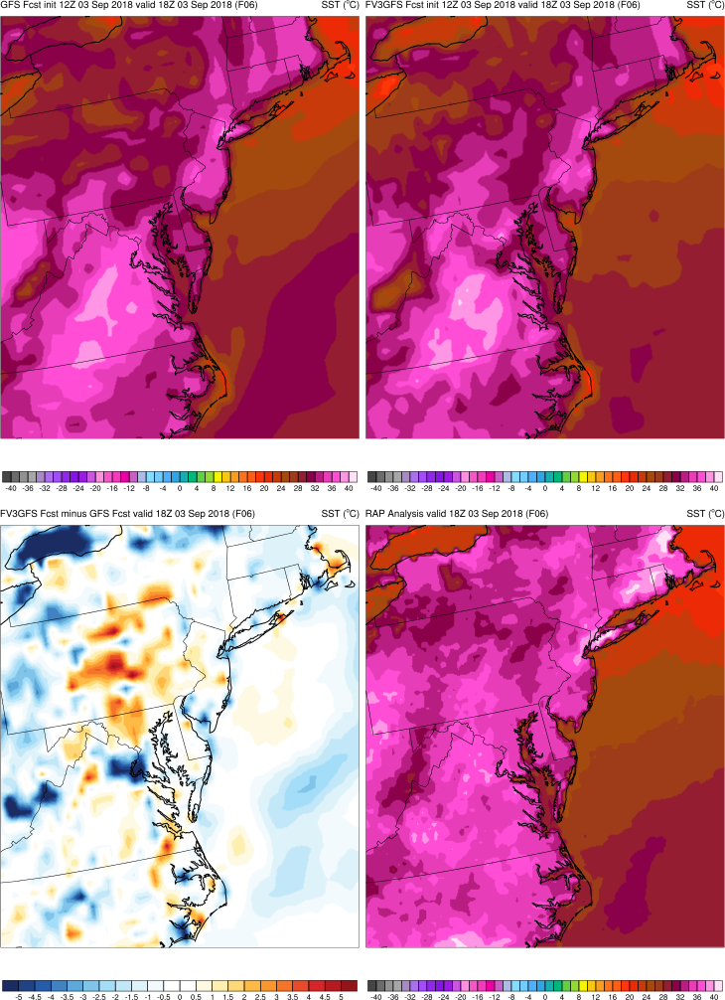 GFS Fcst init 12Z 03 Sep 2018 valid 18Z 03 Sep 2018 (F06) SST (°C)
FV3GFS Fcst init 12Z 03 Sep 2018 valid 18Z 03 Sep 2018 (F06) SST (°C)
-40 -36 -32 -28 -24 -20 -16 -12 -8 -4 0 4 8 12 16 20 24 28 32 36 40
-40 -36 -32 -28 -24 -20 -16 -12 -8 -4 0 4 8 12 16 20 24 28 32 36 40
FV3GFS Fcst minus GFS Fcst valid 18Z 03 Sep 2018 (F06) SST (°C)
RAP Analysis valid 18Z 03 Sep 2018 (F06) SST (°C)
-5 -4.5 -4 -3.5 -3 -2.5 -2 -1.5 -1 -0.5 0 0.5 1 1.5 2 2.5 3 3.5 4 4.5 5
-40 -36 -32 -28 -24 -20 -16 -12 -8 -4 0 4 8 12 16 20 24 28 32 36 40